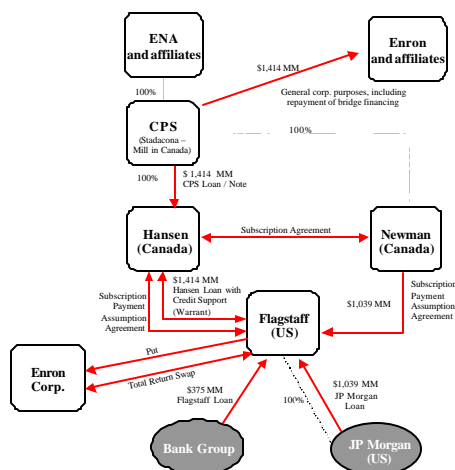 ENA
and affiliates
Enron
and affiliates
$1,414 MM
General corp. purposes, including
repayment of bridge financing
100%
CPS
(Stadacona –
Mill in Canada)
100%
100%
$ 1,414 MM
CPS Loan / Note
Hansen
(Canada)
Subscription Agreement
Newman
(Canada)
$1,414 MM
Hansen Loan with
Credit Support
(Warrant)
Subscription
Payment
Assumption
Agreement
Subscription
Payment
Assumption
Agreement
$1,039 MM
Flagstaff
(US)
Put
Total Return Swap
Enron
Corp.
$375 MM
Flagstaff Loan
100%
$1,039 MM
JP Morgan
Loan
Bank Group
JP Morgan
(US)